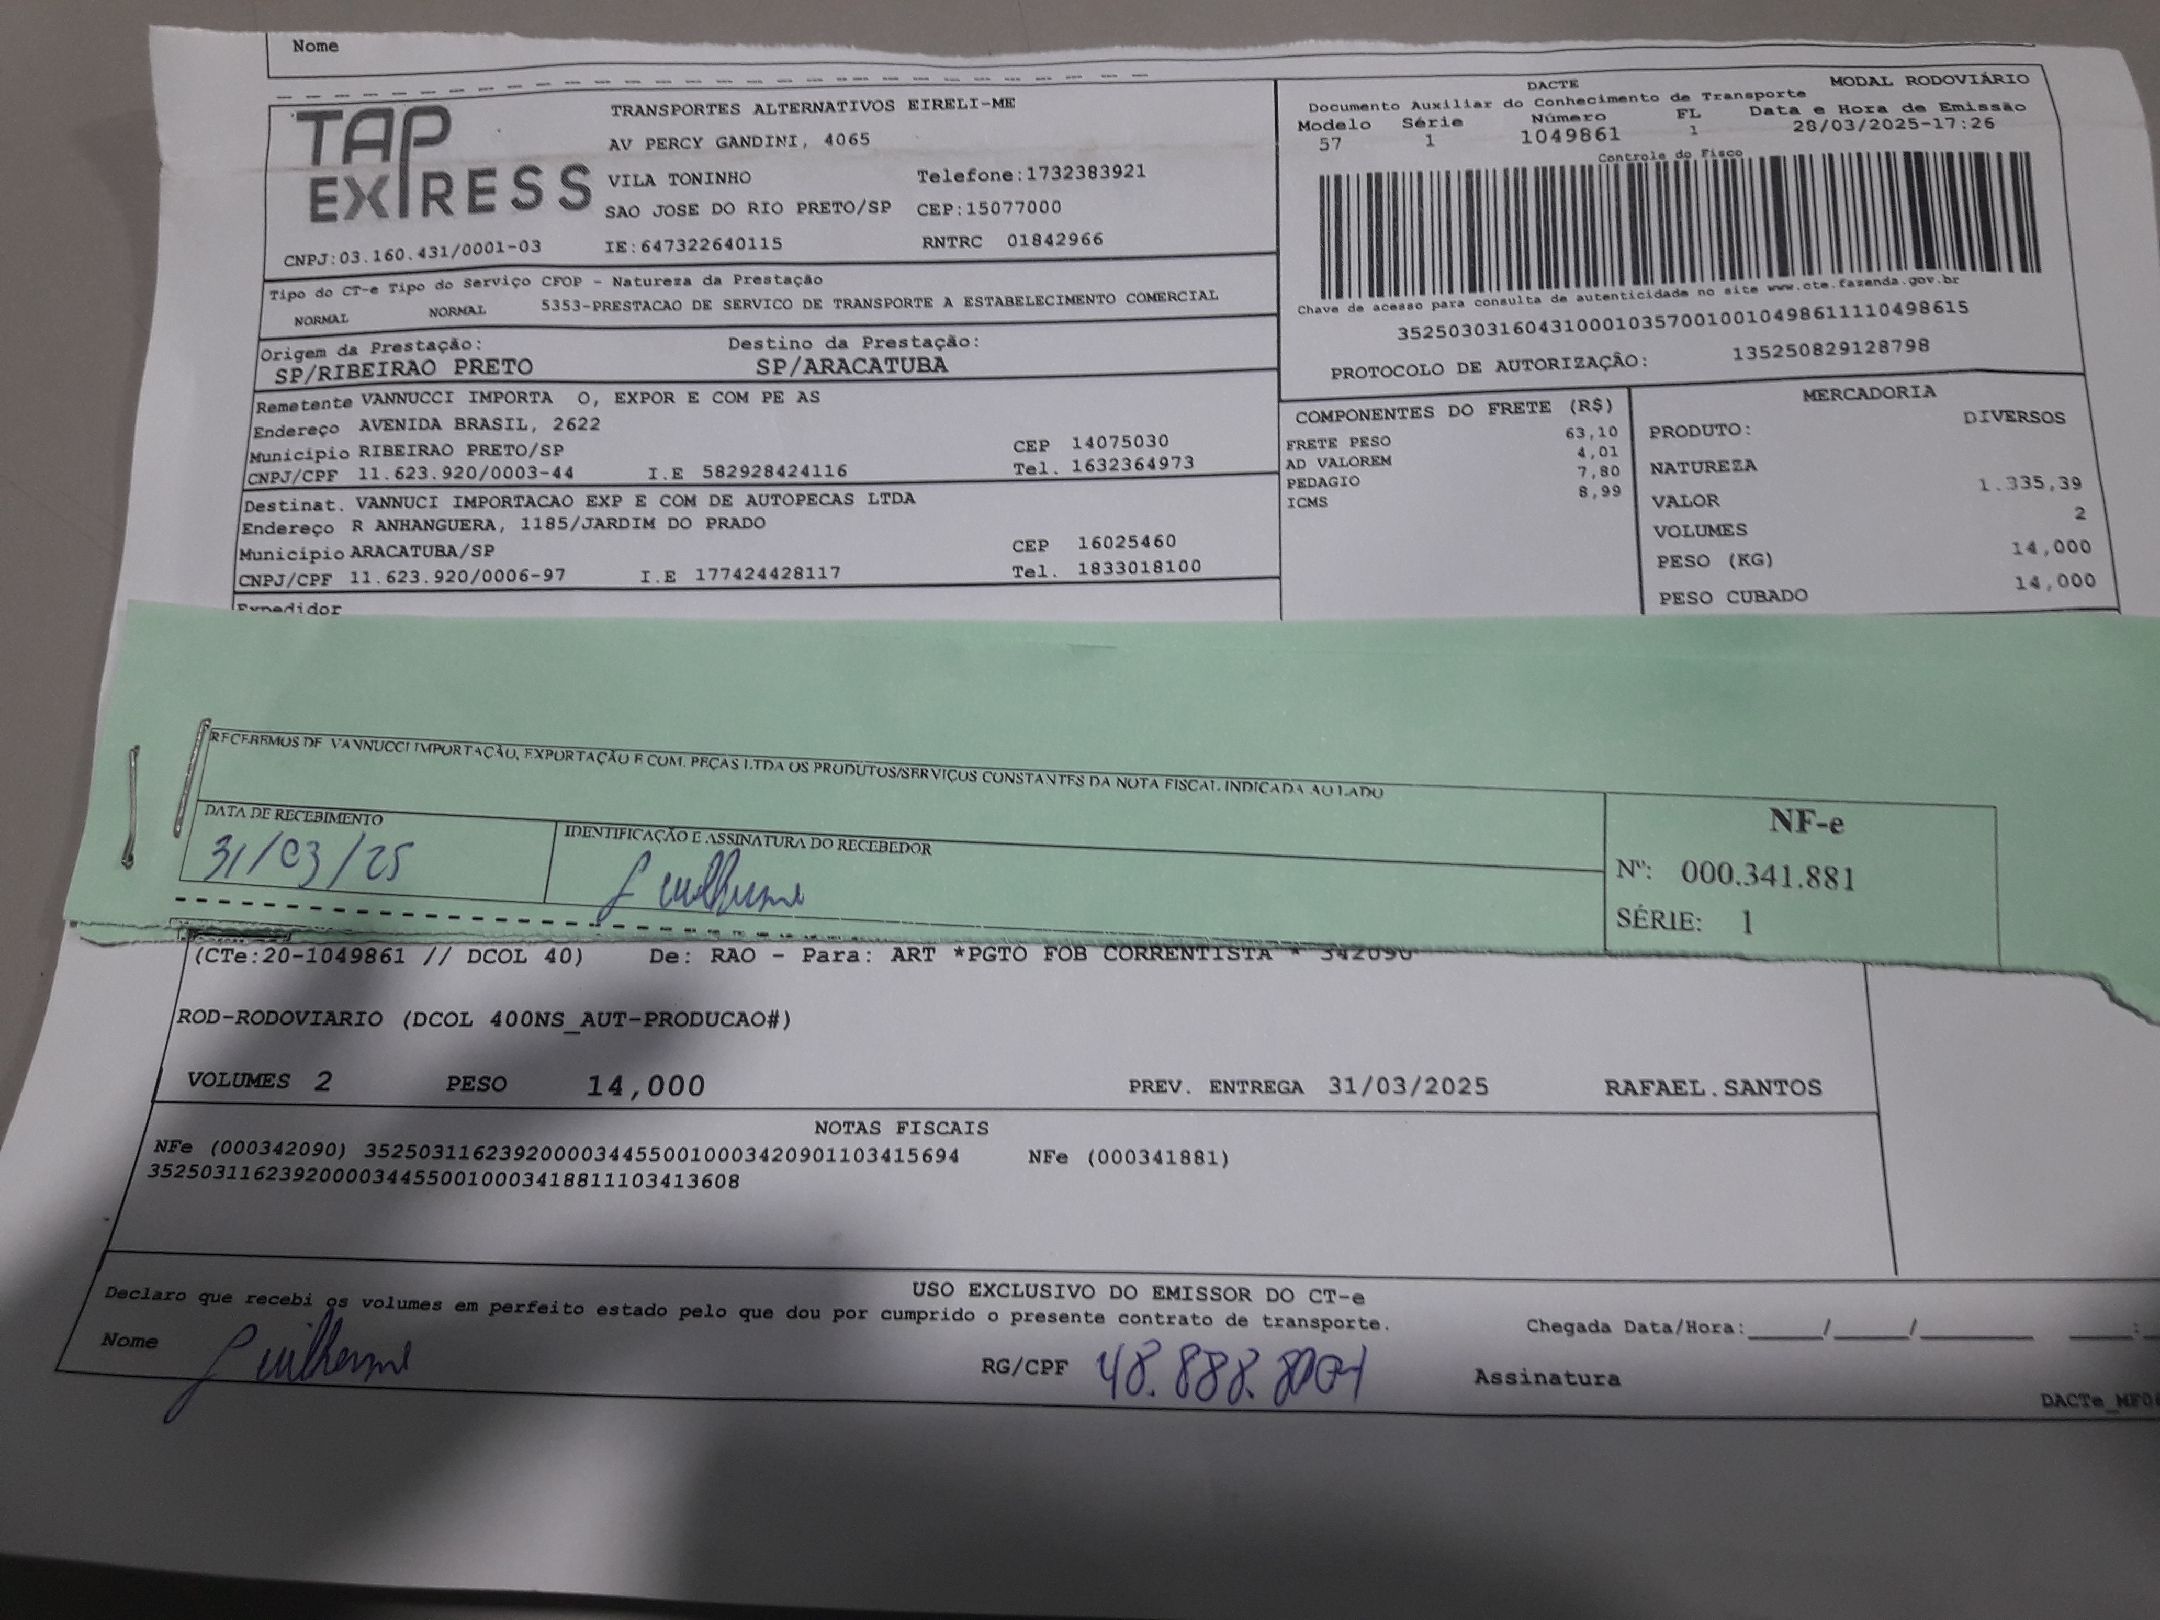 Nome
TAP EXPRESS
TRANSPORTES ALTERNATIVOS EIRELI-ME
AV PERCY GANDINI, 4065
VILA TONINHO Telefone:1732383921
SAO JOSE DO RIO PRETO/SP CEP:15077000
CNPJ:03.160.431/0001-03 IE:647322640115 RNTRC 01842966
DACTE MODAL RODOVIÁRIO
Documento Auxiliar do Conhecimento de Transporte
Modelo Série Número FL Data e Hora de Emissão
57 1 1049861 1 28/03/2025-17:26
Controle do Fisco
Chave de acesso para consulta de autenticidade no site www.cte.fazenda.gov.br
35250303160431000103570010010498611110498615
PROTOCOLO DE AUTORIZAÇÃO: 135250829128798
Tipo do CT-e Tipo do Serviço CFOP - Natureza da Prestação
NORMAL NORMAL 5353-PRESTACAO DE SERVICO DE TRANSPORTE A ESTABELECIMENTO COMERCIAL
Origem da Prestação: Destino da Prestação:
SP/RIBEIRAO PRETO SP/ARACATUBA
Remetente VANNUCCI IMPORTA O, EXPOR E COM PE AS
Endereço AVENIDA BRASIL, 2622
Municipio RIBEIRAO PRETO/SP CEP 14075030
CNPJ/CPF 11.623.920/0003-44 I.E 582928424116 Tel. 1632364973
Destinat. VANNUCI IMPORTACAO EXP E COM DE AUTOPECAS LTDA
Endereço R ANHANGUERA, 1185/JARDIM DO PRADO
Municipio ARACATUBA/SP CEP 16025460
CNPJ/CPF 11.623.920/0006-97 I.E 177424428117 Tel. 1833018100
Expedidor
COMPONENTES DO FRETE (R$)
FRETE PESO 63,10
AD VALOREM 4,01
PEDAGIO 7,80
ICMS 8,99
MERCADORIA
PRODUTO: DIVERSOS
NATUREZA
VALOR 1.335,39
VOLUMES 2
PESO (KG) 14,000
PESO CUBADO 14,000
RECEBEMOS DE VANNUCCI IMPORTAÇÃO, EXPORTAÇÃO E COM. PEÇAS LTDA OS PRODUTOS/SERVIÇOS CONSTANTES DA NOTA FISCAL INDICADA AO LADO
DATA DE RECEBIMENTO IDENTIFICAÇÃO E ASSINATURA DO RECEBEDOR
31/03/25 Guilherme
NF-e
Nº: 000.341.881
SÉRIE: 1
(CTe:20-1049861 // DCOL 40) De: RAO - Para: ART *PGTO FOB CORRENTISTA * 342090
ROD-RODOVIARIO (DCOL 400NS_AUT-PRODUCAO#)
VOLUMES 2 PESO 14,000 PREV. ENTREGA 31/03/2025 RAFAEL.SANTOS
NOTAS FISCAIS
NFe (000342090) 35250311623920000344550010003420901103415694 NFe (000341881)
35250311623920000344550010003418811103413608
USO EXCLUSIVO DO EMISSOR DO CT-e
Declaro que recebi os volumes em perfeito estado pelo que dou por cumprido o presente contrato de transporte.
Chegada Data/Hora:_____/_____/________ ____:
Nome Guilherme RG/CPF 48.888. Assinatura